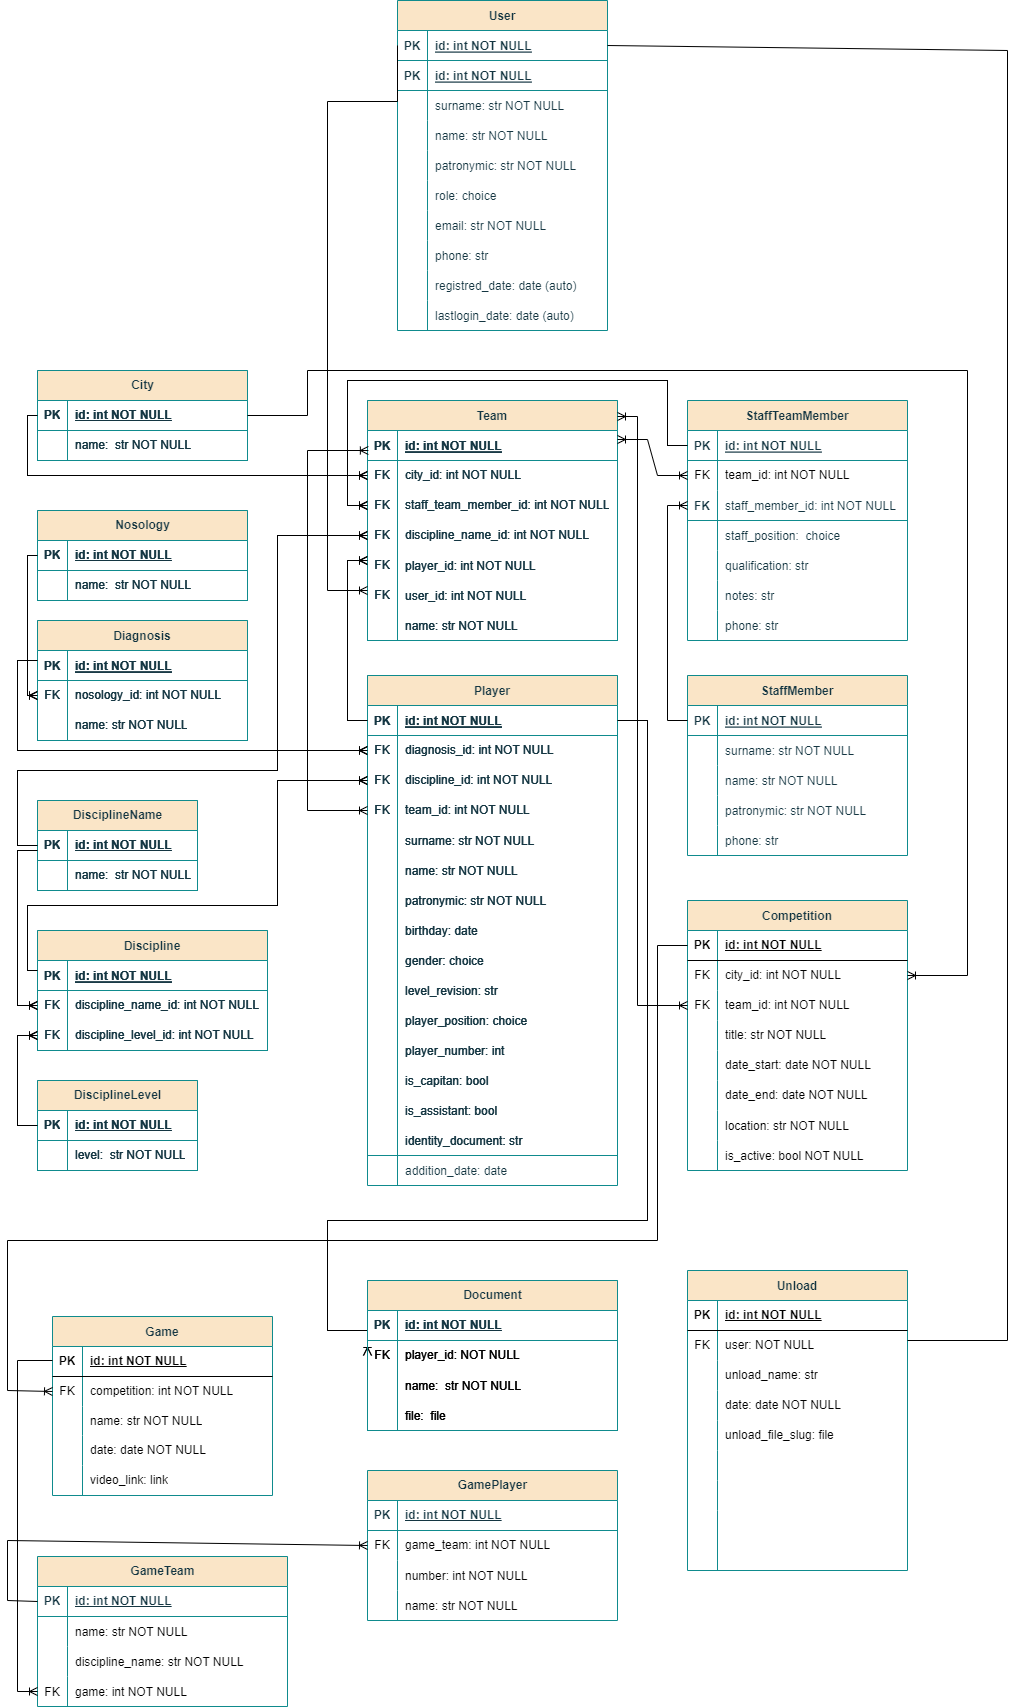 User
PK id: int NOT NULL
PK id: int NOT NULL
surname: str NOT NULL
name: str NOT NULL
patronymic: str NOT NULL
role: choice
email: str NOT NULL
phone: str
registred_date: date (auto)
lastlogin_date: date (auto)
City
PK id: int NOT NULL
name: str NOT NULL
Team
PK id: int NOT NULL
FK city_id: int NOT NULL
FK staff_team_member_id: int NOT NULL
FK discipline_name_id: int NOT NULL
FK player_id: int NOT NULL
FK user_id: int NOT NULL
name: str NOT NULL
StaffTeamMember
PK id: int NOT NULL
FK team_id: int NOT NULL
FK staff_member_id: int NOT NULL
staff_position: choice
qualification: str
notes: str
phone: str
Nosology
PK id: int NOT NULL
name: str NOT NULL
Diagnosis
PK id: int NOT NULL
FK nosology_id: int NOT NULL
name: str NOT NULL
Player
PK id: int NOT NULL
FK diagnosis_id: int NOT NULL
FK discipline_id: int NOT NULL
FK team_id: int NOT NULL
surname: str NOT NULL
name: str NOT NULL
patronymic: str NOT NULL
birthday: date
gender: choice
level_revision: str
player_position: choice
player_number: int
is_capitan: bool
is_assistant: bool
identity_document: str
addition_date: date
StaffMember
PK id: int NOT NULL
surname: str NOT NULL
name: str NOT NULL
patronymic: str NOT NULL
phone: str
DisciplineName
PK id: int NOT NULL
name: str NOT NULL
Discipline
PK id: int NOT NULL
FK discipline_name_id: int NOT NULL
FK discipline_level_id: int NOT NULL
DisciplineLevel
PK id: int NOT NULL
level: str NOT NULL
Competition
PK id: int NOT NULL
FK city_id: int NOT NULL
FK team_id: int NOT NULL
title: str NOT NULL
date_start: date NOT NULL
date_end: date NOT NULL
location: str NOT NULL
is_active: bool NOT NULL
Game
PK id: int NOT NULL
FK competition: int NOT NULL
name: str NOT NULL
date: date NOT NULL
video_link: link
Document
PK id: int NOT NULL
FK player_id: NOT NULL
name: str NOT NULL
file: file
Unload
PK id: int NOT NULL
FK user: NOT NULL
unload_name: str
date: date NOT NULL
unload_file_slug: file
GamePlayer
PK id: int NOT NULL
FK game_team: int NOT NULL
number: int NOT NULL
name: str NOT NULL
GameTeam
PK id: int NOT NULL
name: str NOT NULL
discipline_name: str NOT NULL
FK game: int NOT NULL